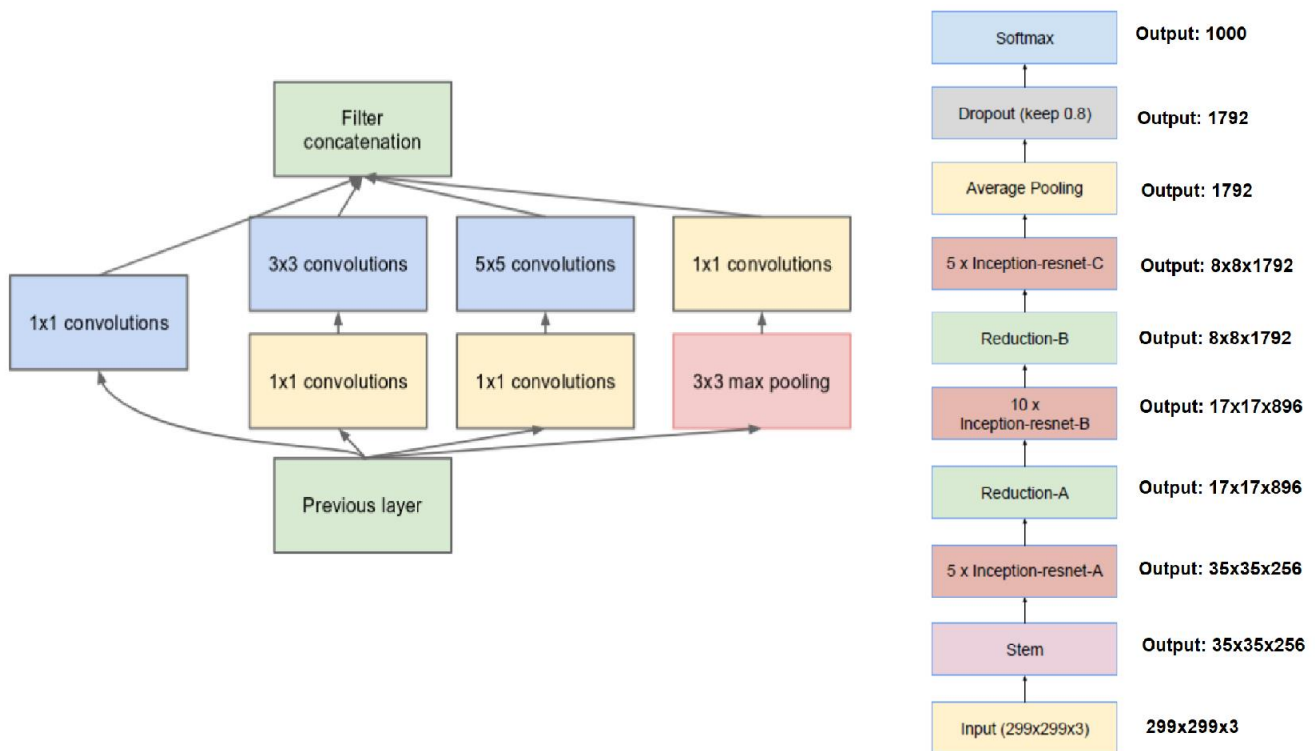 Filter
concatenation
3x3 convolutions
5x5 convolutions
1x1 convolutions
1x1 convolutions
1x1 convolutions
1x1 convolutions
3x3 max pooling
Previous layer
Softmax
Output: 1000
Dropout (keep 0.8)
Output: 1792
Average Pooling
Output: 1792
5 x Inception-resnet-C
Output: 8x8x1792
Reduction-B
Output: 8x8x1792
10 x
Inception-resnet-B
Output: 17x17x896
Reduction-A
Output: 17x17x896
5 x Inception-resnet-A
Output: 35x35x256
Stem
Output: 35x35x256
Input (299x299x3)
299x299x3